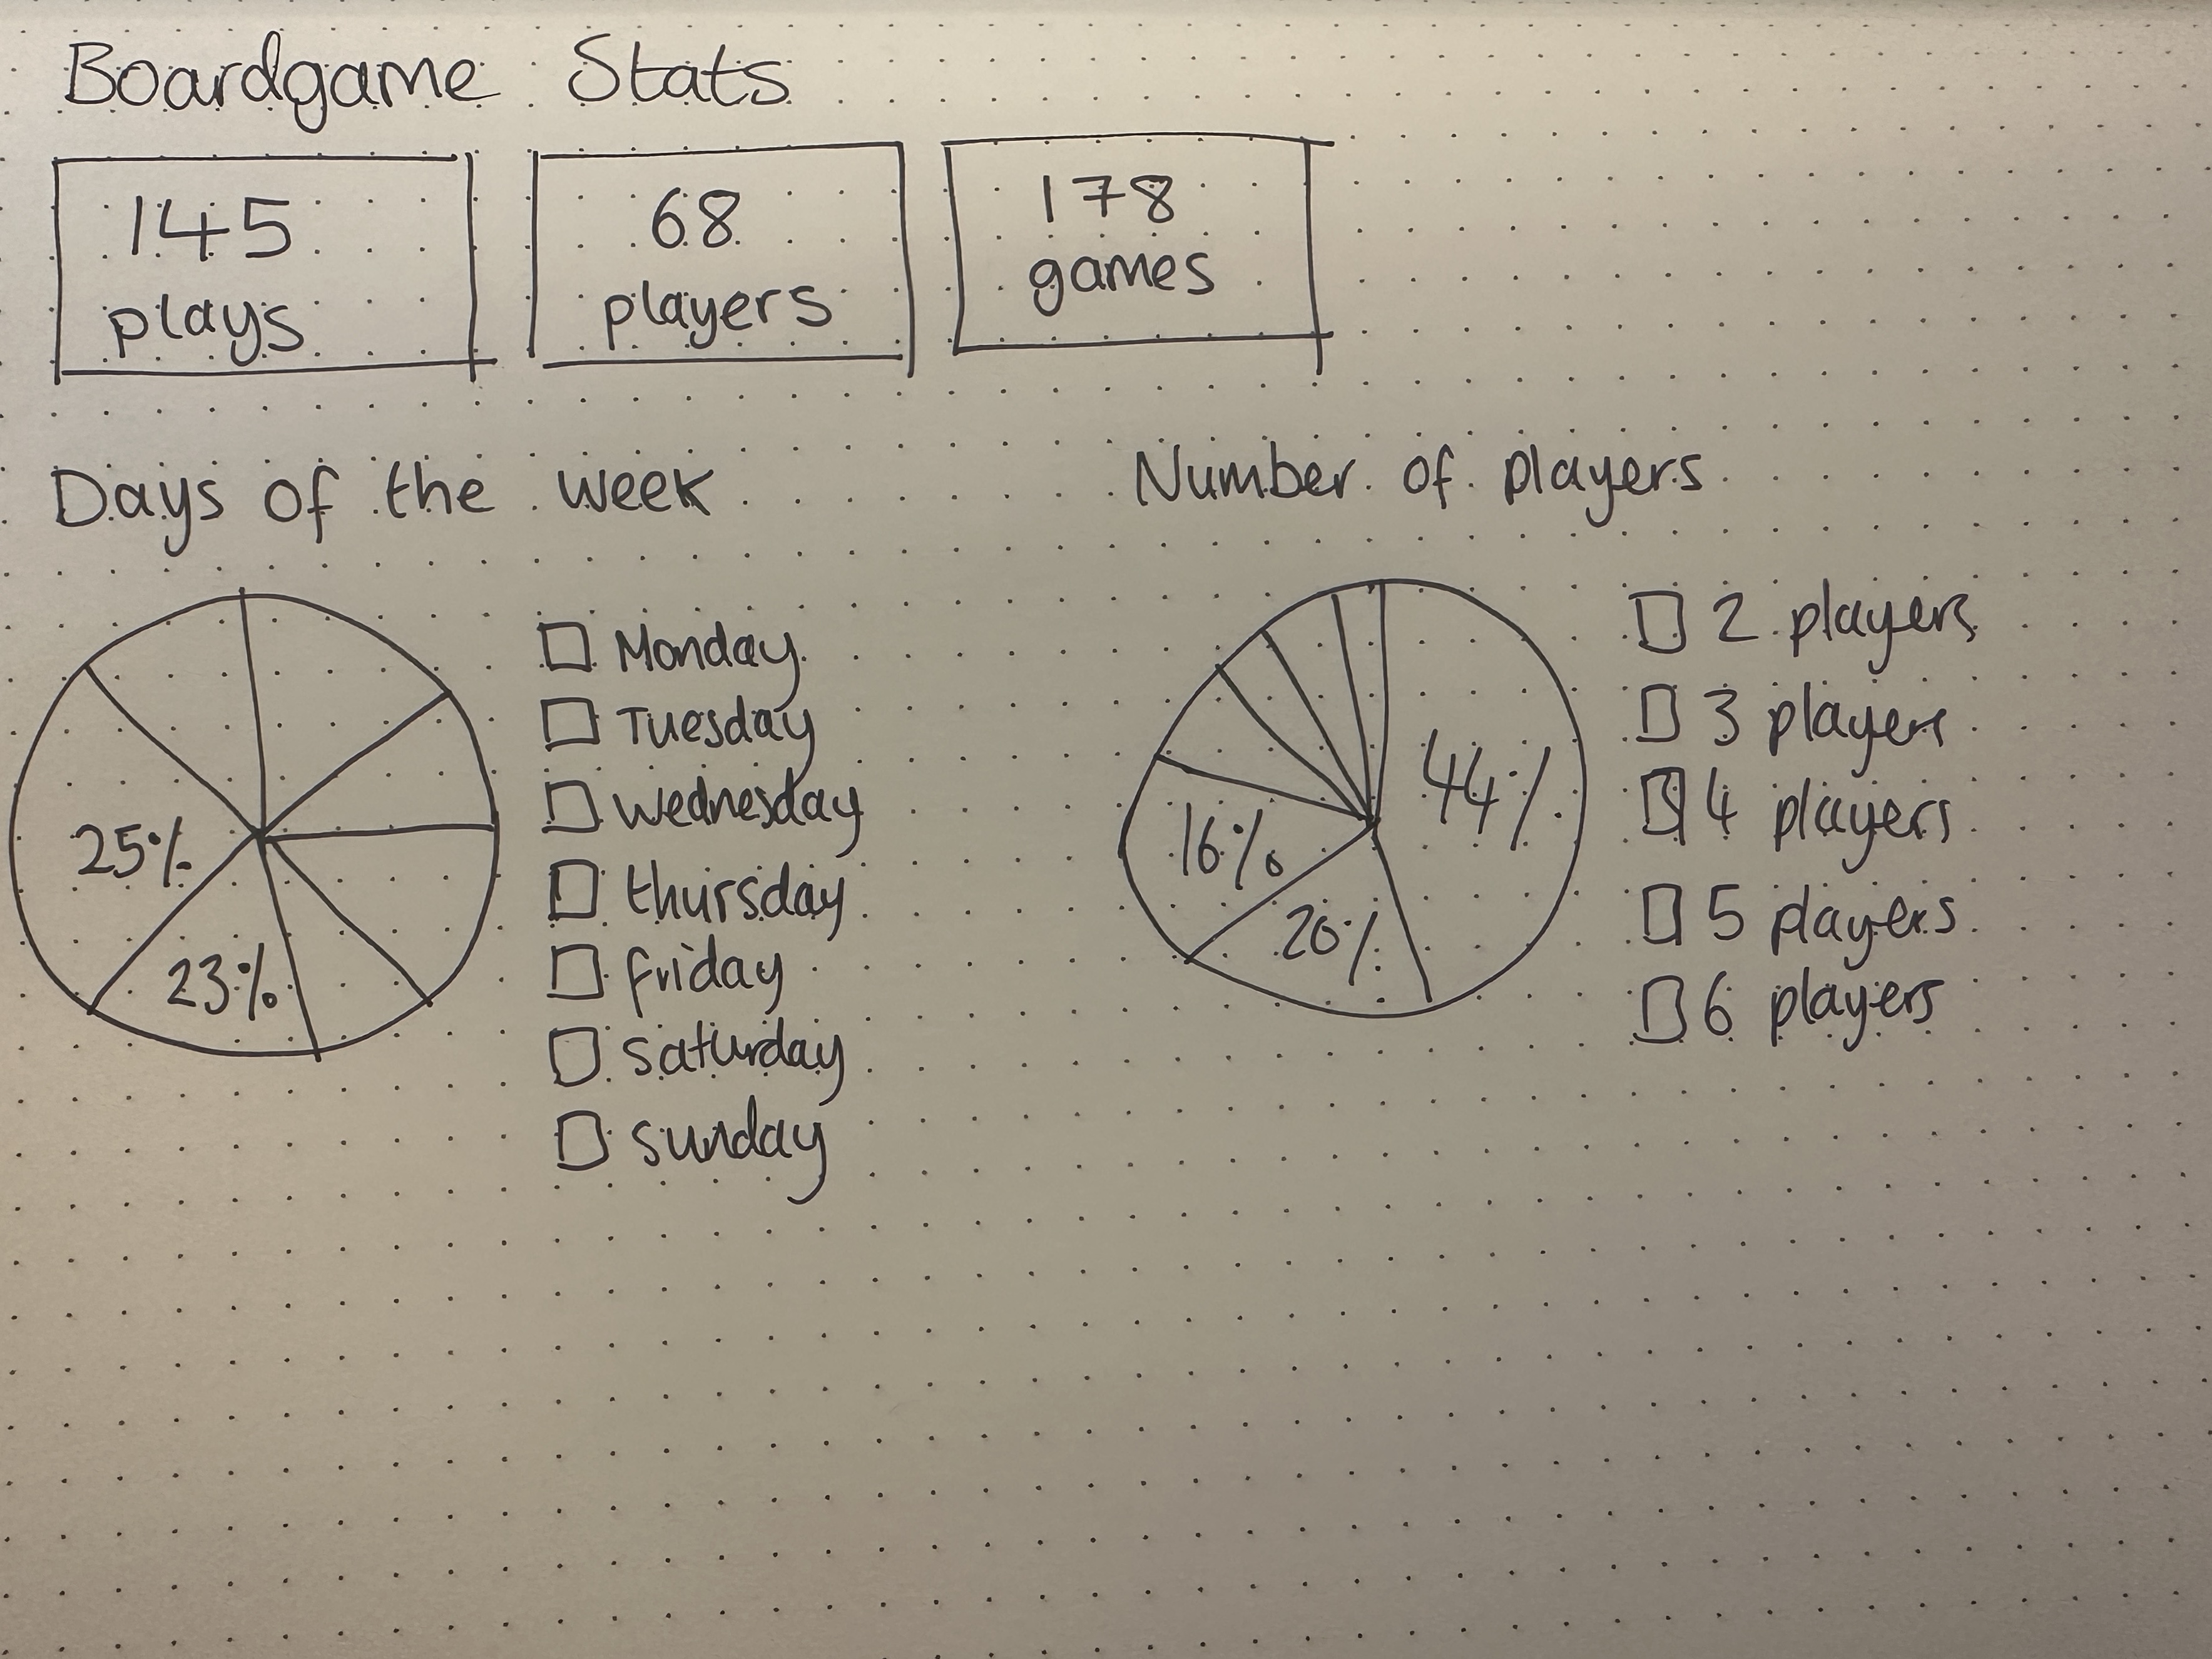 Boardgame Stats
145
plays
68
players
178
games
Days of the week
25%
23%
Monday
Tuesday
Wednesday
thursday
friday
saturday
sunday
Number of players
44%
16%
20%
2 players
3 players
4 players
5 players
6 players